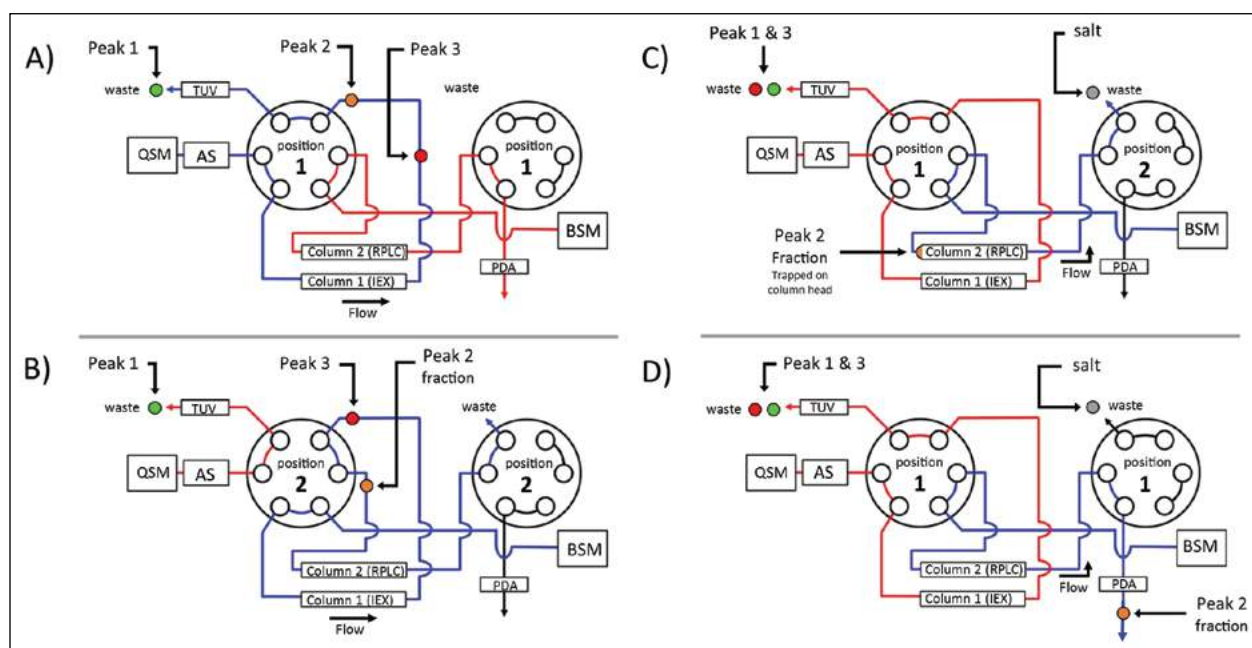 A)
Peak 1
Peak 2
Peak 3
waste
TUV
waste
QSM
AS
position
1
position
1
BSM
Column 2 (RPLC)
PDA
Column 1 (IEX)
Flow
B)
Peak 1
Peak 3
Peak 2
fraction
waste
TUV
waste
QSM
AS
position
2
position
2
BSM
Column 2 (RPLC)
PDA
Column 1 (IEX)
Flow
C)
Peak 1 & 3
salt
waste
TUV
waste
QSM
AS
position
1
position
2
BSM
Peak 2
Fraction
Trapped on
column head
Column 2 (RPLC)
Flow
PDA
Column 1 (IEX)
D)
Peak 1 & 3
salt
waste
TUV
waste
QSM
AS
position
1
position
1
BSM
Column 2 (RPLC)
Flow
PDA
Column 1 (IEX)
Peak 2
fraction